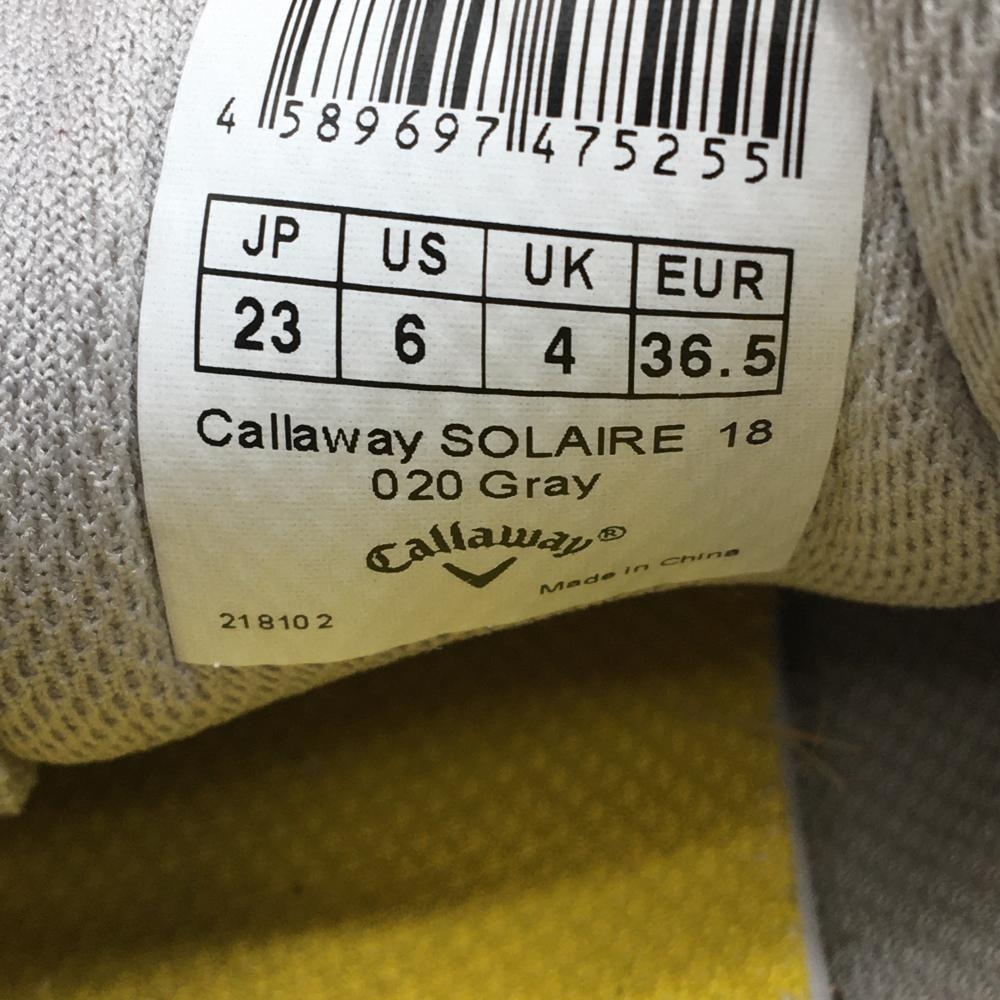 4 589697 475255
JP US UK EUR
23 6 4 36.5
Callaway SOLAIRE 18
020 Gray
Callaway®
Made in China
218102